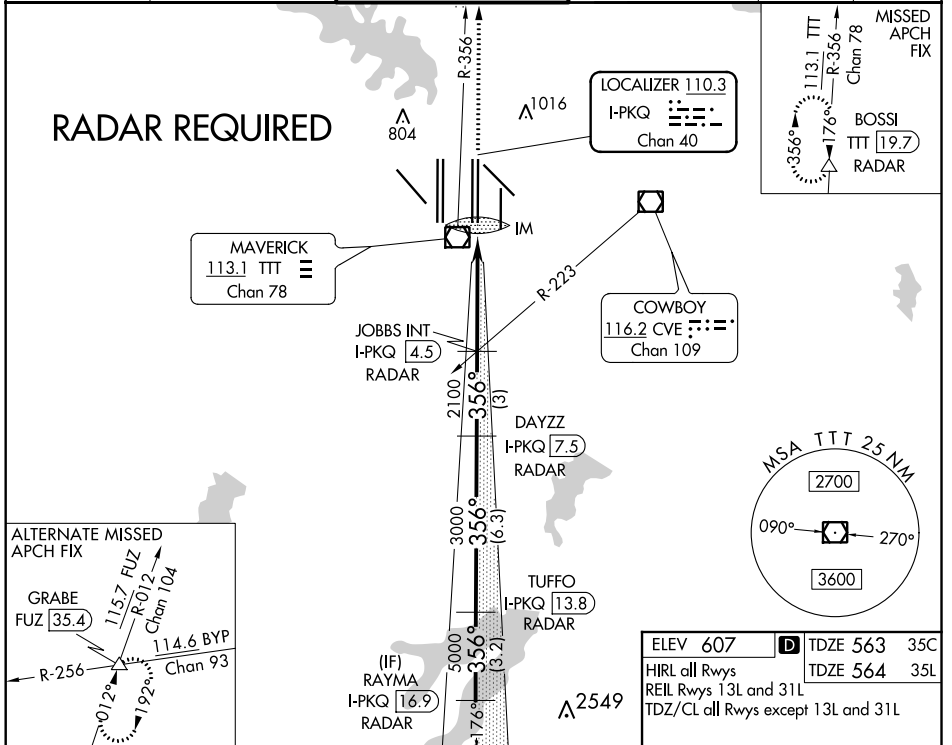 RADAR REQUIRED
804
1016
R-356
LOCALIZER 110.3
I-PKQ
Chan 40
MISSED
APCH
FIX
113.1 TTT
R-356
Chan 78
356°
176°
BOSSI
TTT 19.7
RADAR
IM
MAVERICK
113.1 TTT
Chan 78
R-223
COWBOY
116.2 CVE
Chan 109
JOBBS INT
I-PKQ 4.5
RADAR
2100
356°
(3)
DAYZZ
I-PKQ 7.5
RADAR
3000
356°
(6.3)
TUFFO
I-PKQ 13.8
RADAR
5000
356°
(3.2)
(IF)
RAYMA
I-PKQ 16.9
RADAR
176°
2549
MSA TTT 25 NM
2700
090°
270°
3600
ALTERNATE MISSED
APCH FIX
115.7 FUZ
R-012
Chan 104
GRABE
FUZ 35.4
114.6 BYP
Chan 93
R-256
012°
192°
ELEV 607 D TDZE 563 35C
TDZE 564 35L
HIRL all Rwys
REIL Rwys 13L and 31L
TDZ/CL all Rwys except 13L and 31L